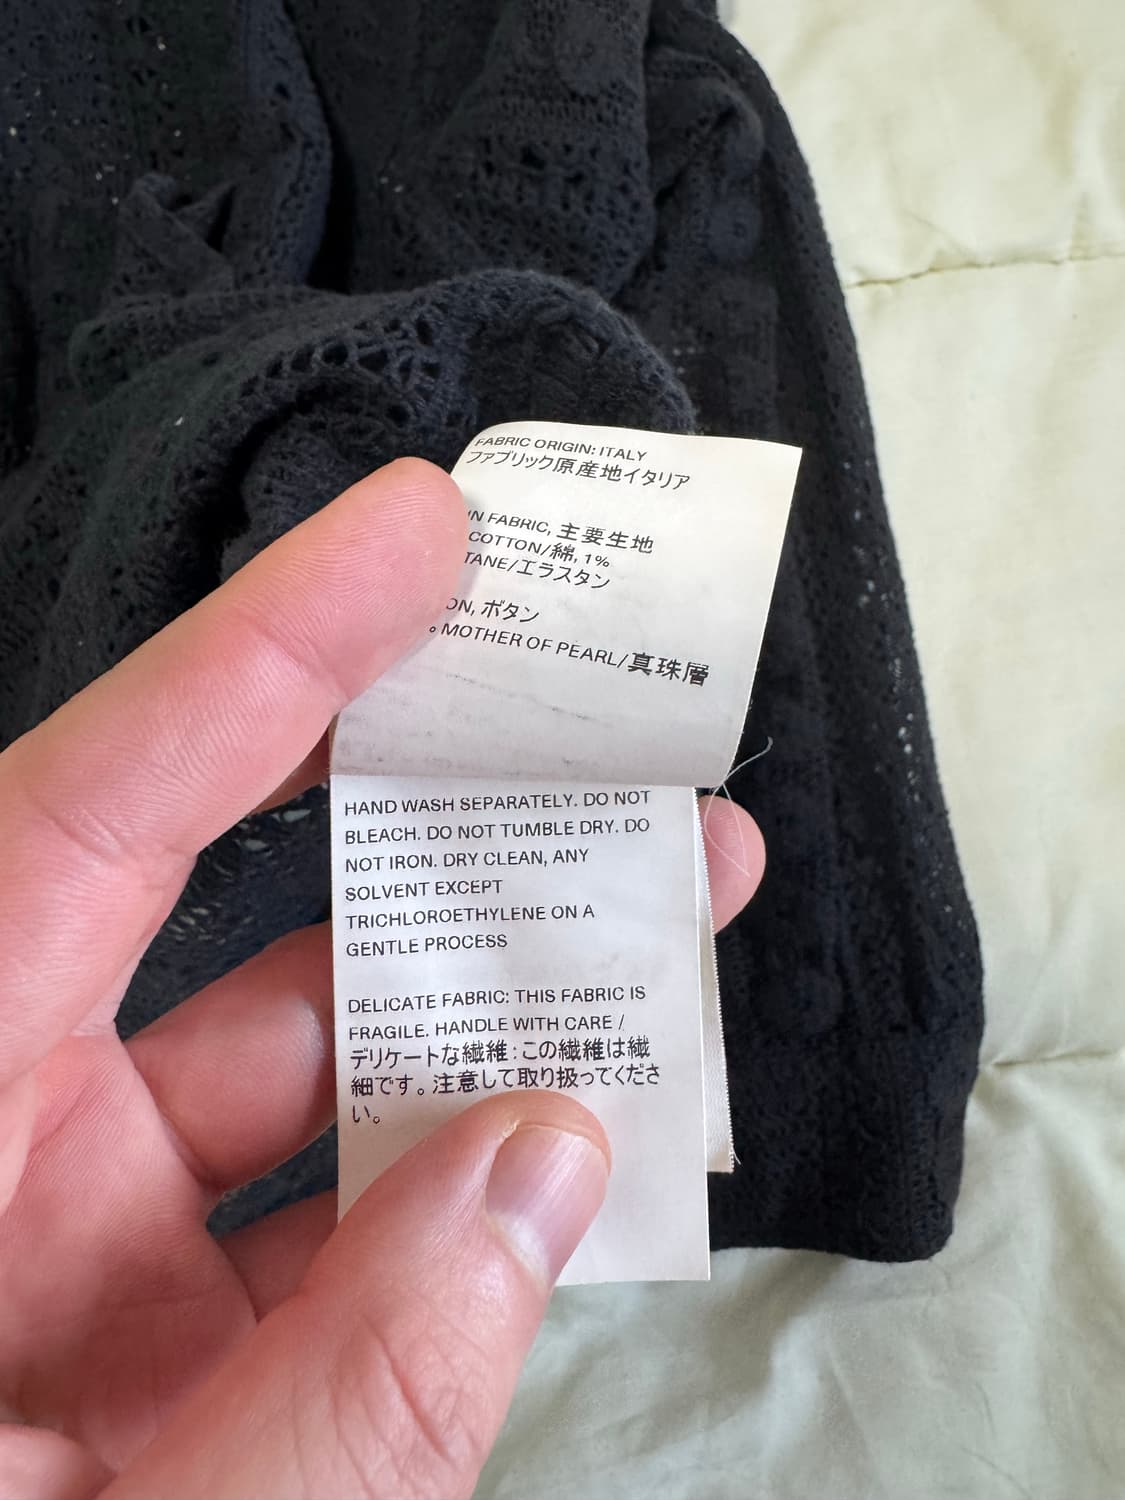 FABRIC ORIGIN: ITALY
ファブリック原産地イタリア
FABRIC, 主要生地
COTTON/綿, 1%
/エラスタン
, ボタン
MOTHER OF PEARL/真珠層
HAND WASH SEPARATELY. DO NOT
BLEACH. DO NOT TUMBLE DRY. DO
NOT IRON. DRY CLEAN, ANY
SOLVENT EXCEPT
TRICHLOROETHYLENE ON A
GENTLE PROCESS
DELICATE FABRIC: THIS FABRIC IS
FRAGILE. HANDLE WITH CARE /
デリケートな繊維:この繊維は繊
細です。注意して取り扱ってくださ
い。